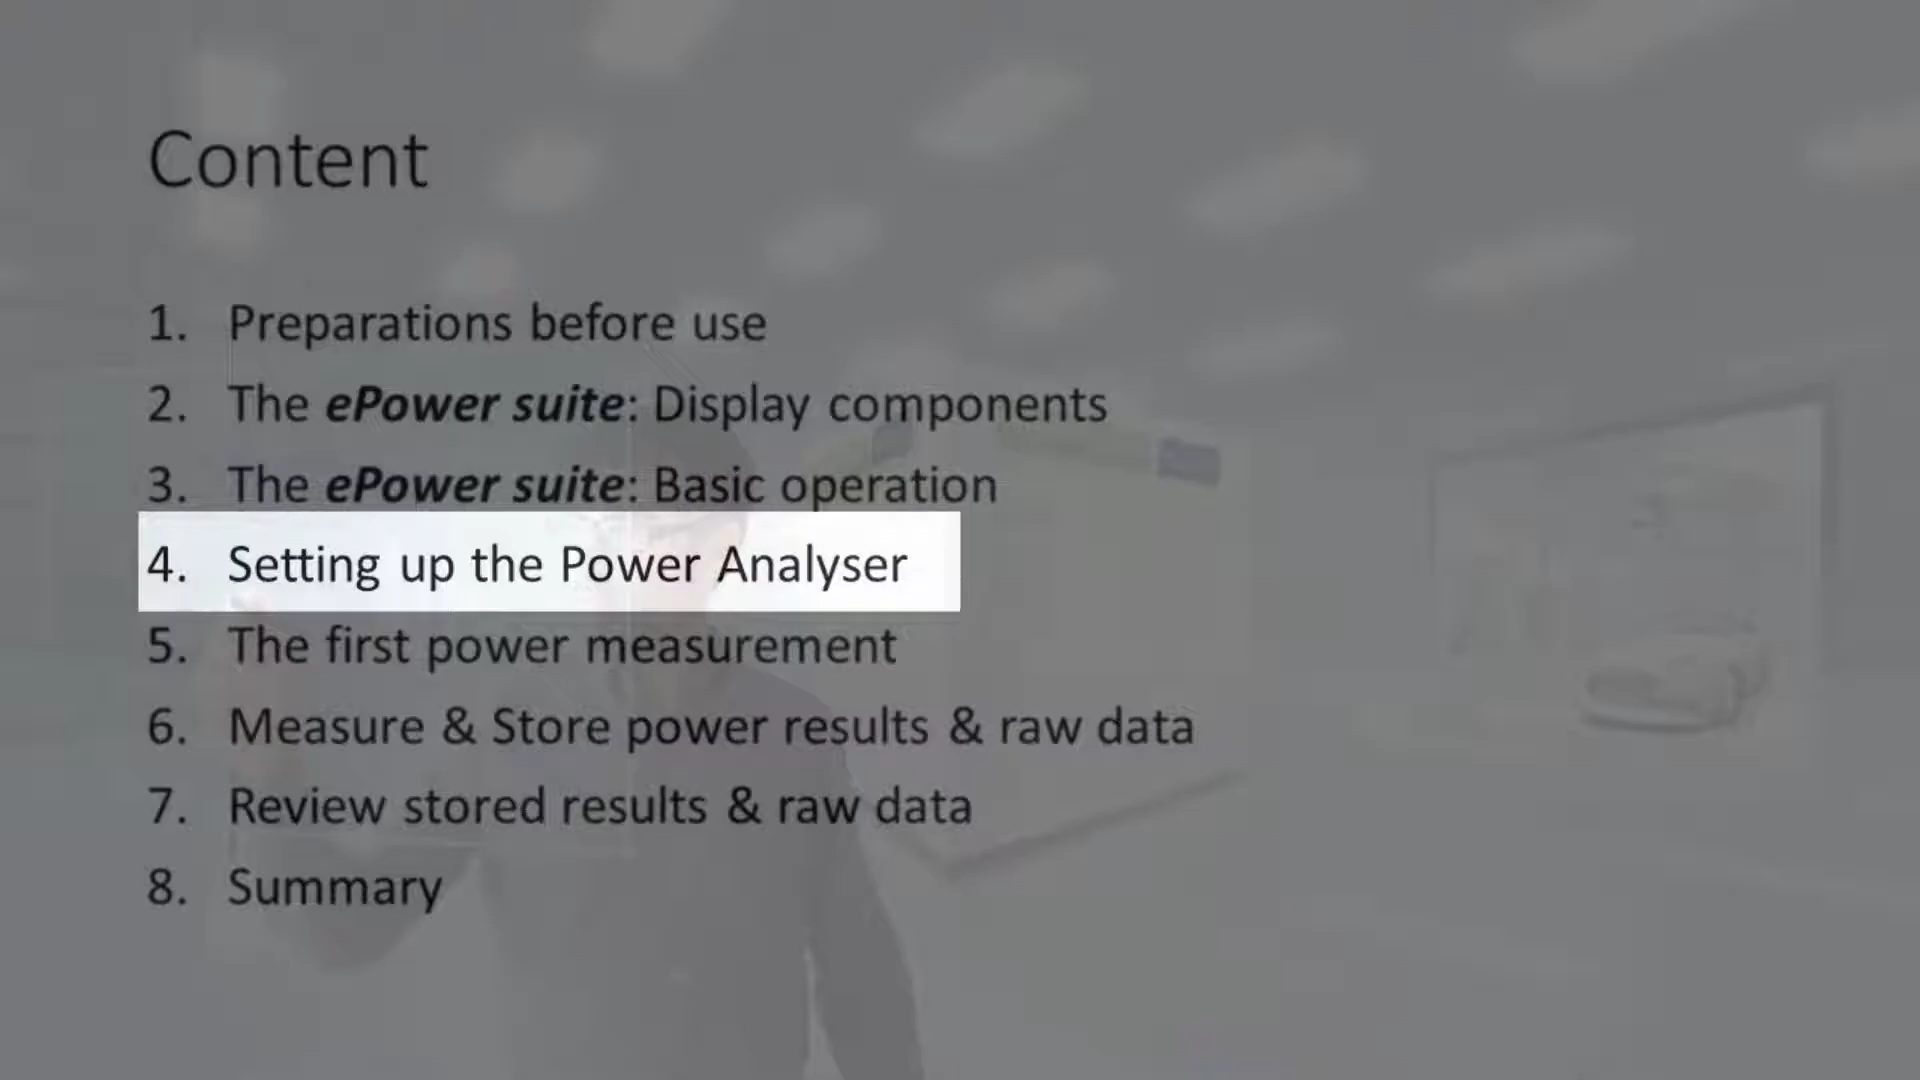 Content
1. Preparations before use
2. The ePower suite: Display components
3. The ePower suite: Basic operation
4. Setting up the Power Analyser
5. The first power measurement
6. Measure & Store power results & raw data
7. Review stored results & raw data
8. Summary